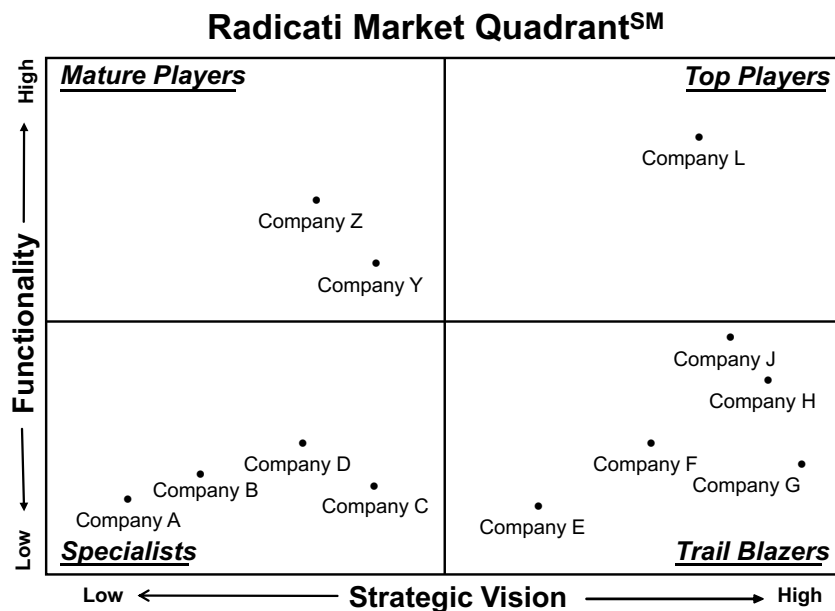 Radicati Market QuadrantSM
High
Mature Players
Top Players
Company L
Company Z
Company Y
Functionality
Company J
Company H
Company D
Company F
Company B
Company G
Company C
Company A
Company E
Low
Specialists
Trail Blazers
Low
Strategic Vision
High